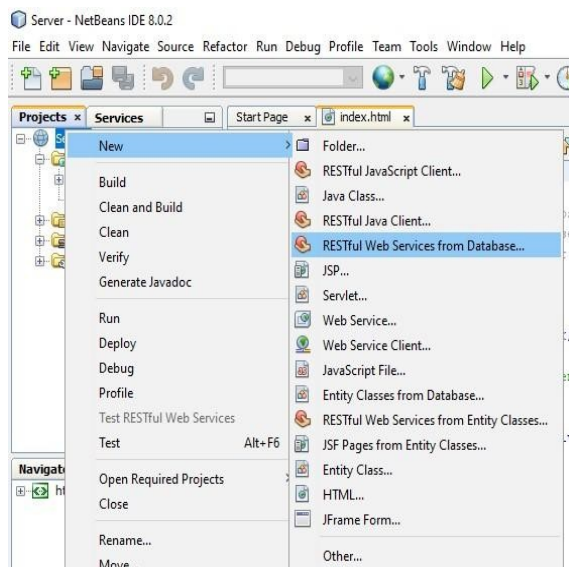 Server - NetBeans IDE 8.0.2
File Edit View Navigate Source Refactor Run Debug Profile Team Tools Window Help
Projects Services Start Page index.html
New
Build
Clean and Build
Clean
Verify
Generate Javadoc
Run
Deploy
Debug
Profile
Test RESTful Web Services
Test Alt+F6
Open Required Projects
Close
Rename...
Move...
Folder...
RESTful JavaScript Client...
Java Class...
RESTful Java Client...
RESTful Web Services from Database...
JSP...
Servlet...
Web Service...
Web Service Client...
JavaScript File...
Entity Classes from Database...
RESTful Web Services from Entity Classes...
JSF Pages from Entity Classes...
Entity Class...
HTML...
JFrame Form...
Other...